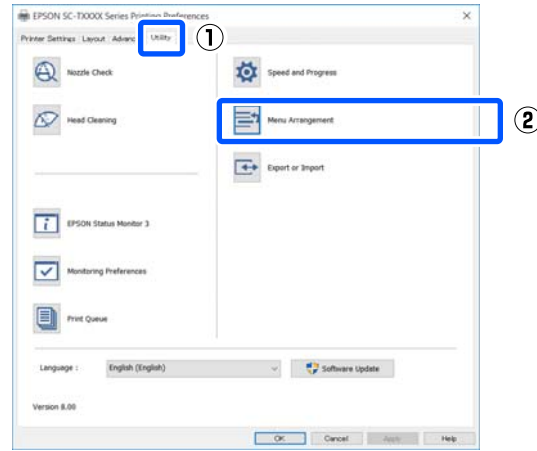 EPSON SC-TXXXX Series Printing Preferences
Printer Settings Layout Advanc Utility
①
Nozzle Check
Speed and Progress
Head Cleaning
Menu Arrangement
②
Export or Import
EPSON Status Monitor 3
Monitoring Preferences
Print Queue
Language : English (English) Software Update
Version 8.00
OK Cancel Apply Help